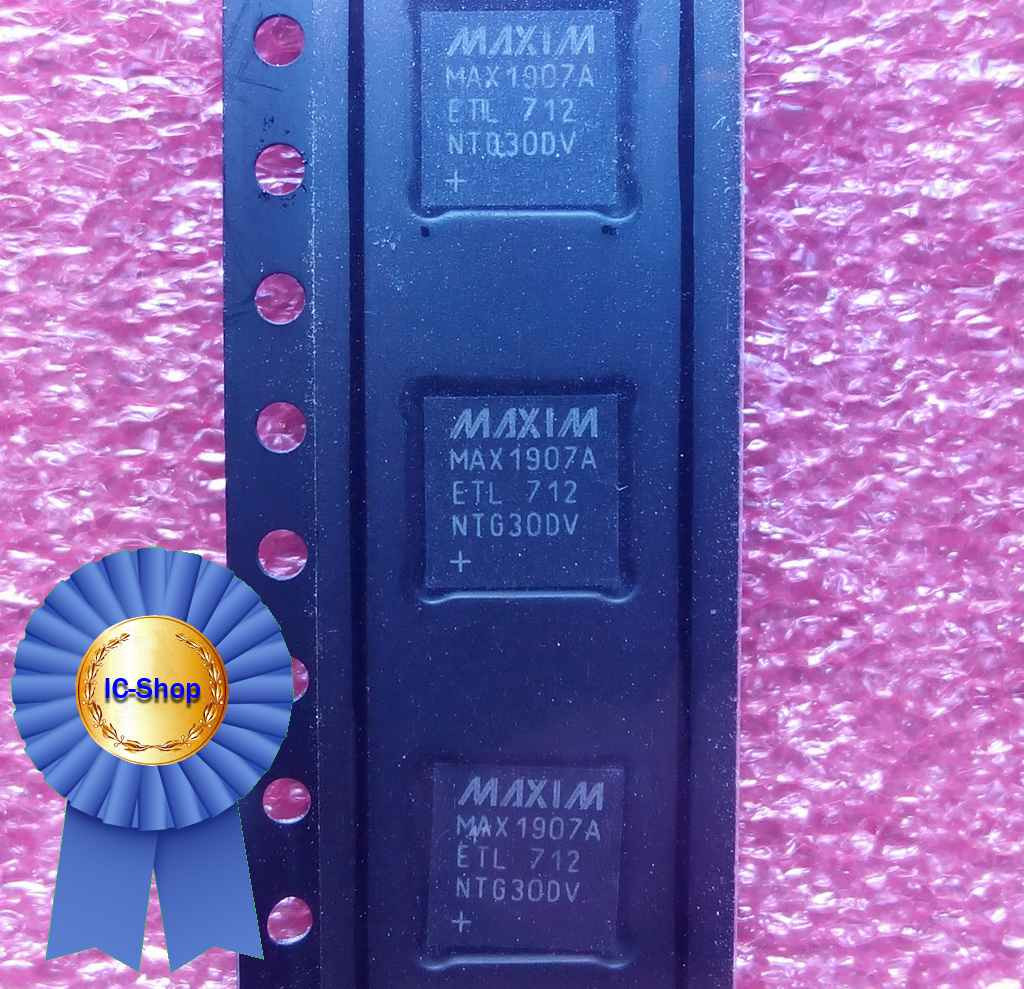 MAXIM
MAX1907A
ETL 712
NTG30DV
+
MAXIM
MAX1907A
ETL 712
NTG30DV
+
IC-Shop
MAXIM
MAX1907A
ETL 712
NTG30DV
+